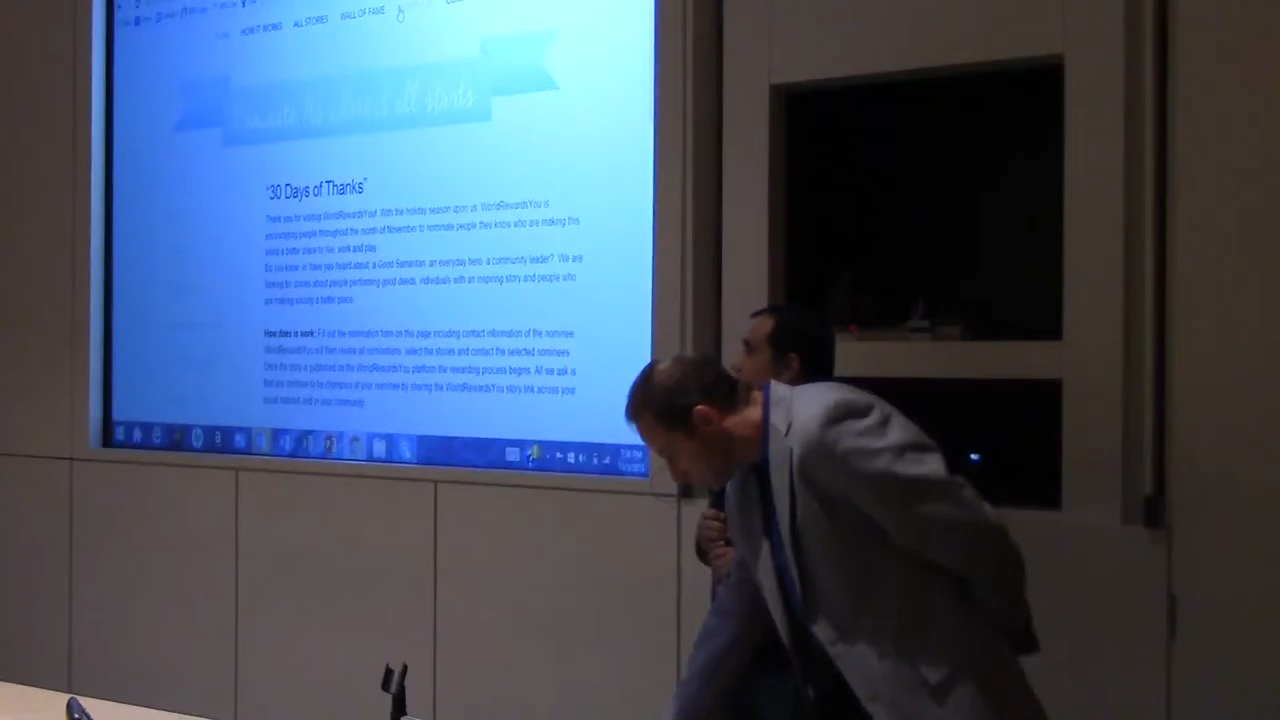 HOW IT WORKS ALL STORIES WALL OF FAME
it all starts
"30 Days of Thanks"
Thank you for visiting WorldRewardsYou! With the holiday season upon us, WorldRewardsYou is
encouraging people throughout the month of November to nominate people they know who are making this
world a better place to live, work and play.
Do you know, or have you heard about, a Good Samaritan, an everyday hero, a community leader? We are
looking for stories about people performing good deeds, individuals with an inspiring story and people who
are making society a better place.
How does is work: Fill out the nomination form on this page including contact information of the nominee
WorldRewardsYou will then review all nominations, select the stories and contact the selected nominees.
Once the story is published on the WorldRewardsYou platform the rewarding process begins. All we ask is
that you continue to be champion of your nominee by sharing the WorldRewardsYou story link across your
social networks and in your community.